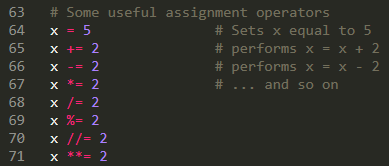 63 # Some useful assignment operators
64 x = 5 # Sets x equal to 5
65 x += 2 # performs x = x + 2
66 x -= 2 # performs x = x - 2
67 x *= 2 # ... and so on
68 x /= 2
69 x %= 2
70 x //= 2
71 x **= 2